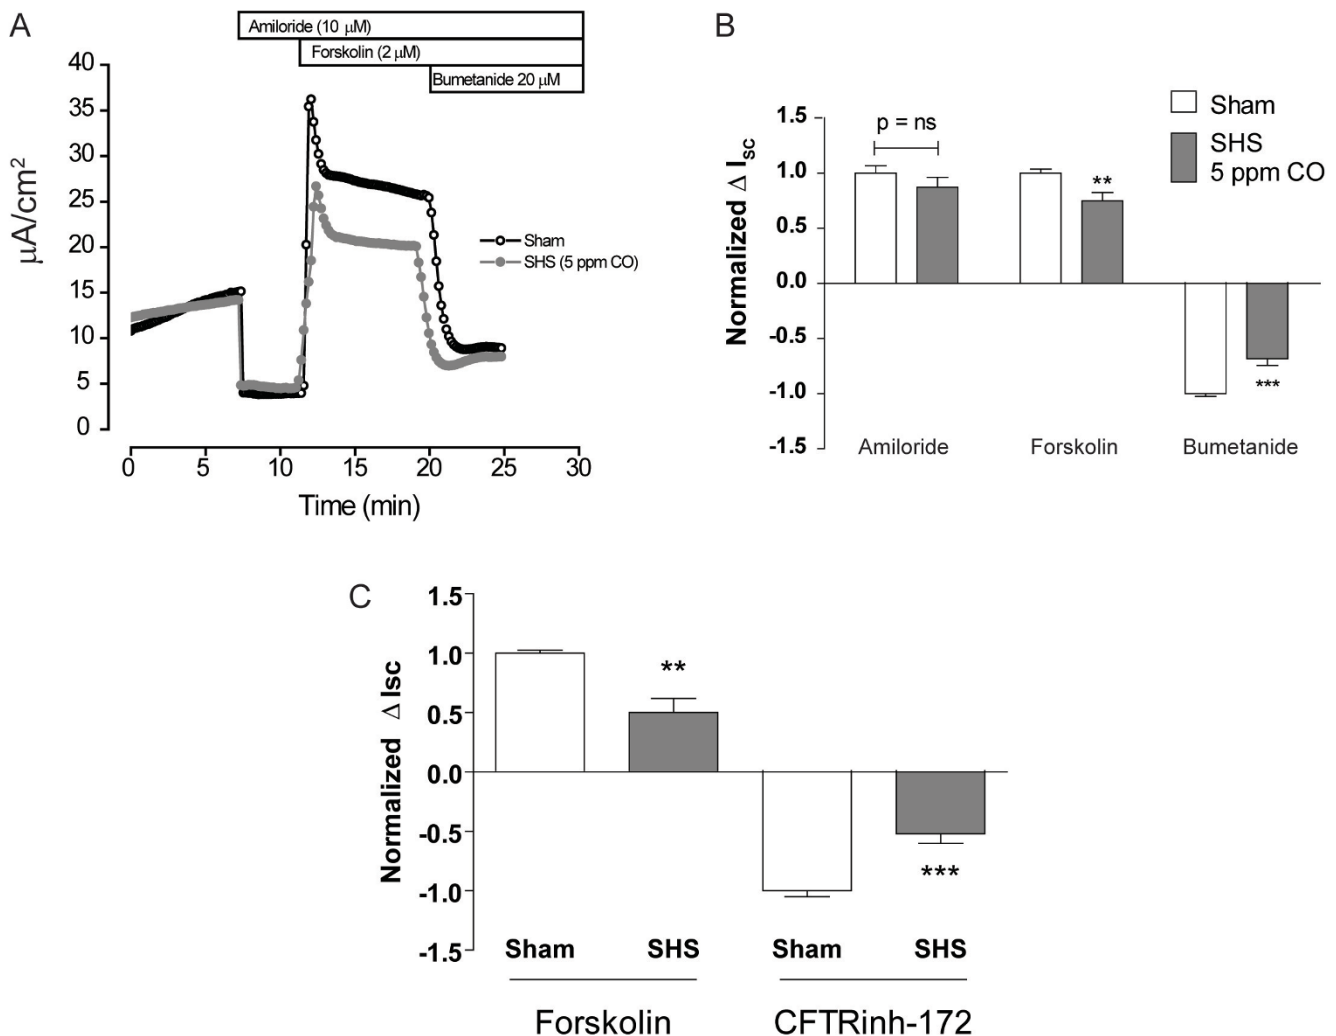 A
Amiloride (10 μM)
Forskolin (2 μM)
Bumetanide 20 μM
μA/cm²
40
35
30
25
20
15
10
5
0
0 5 10 15 20 25 30
Time (min)
Sham
SHS (5 ppm CO)
B
Sham
SHS
5 ppm CO
p = ns
**
***
Normalized Δ Isc
1.5
1.0
0.5
0.0
-0.5
-1.0
-1.5
Amiloride Forskolin Bumetanide
C
Normalized Δ Isc
1.5
1.0
0.5
0.0
-0.5
-1.0
-1.5
**
***
Sham SHS Sham SHS
Forskolin CFTRinh-172